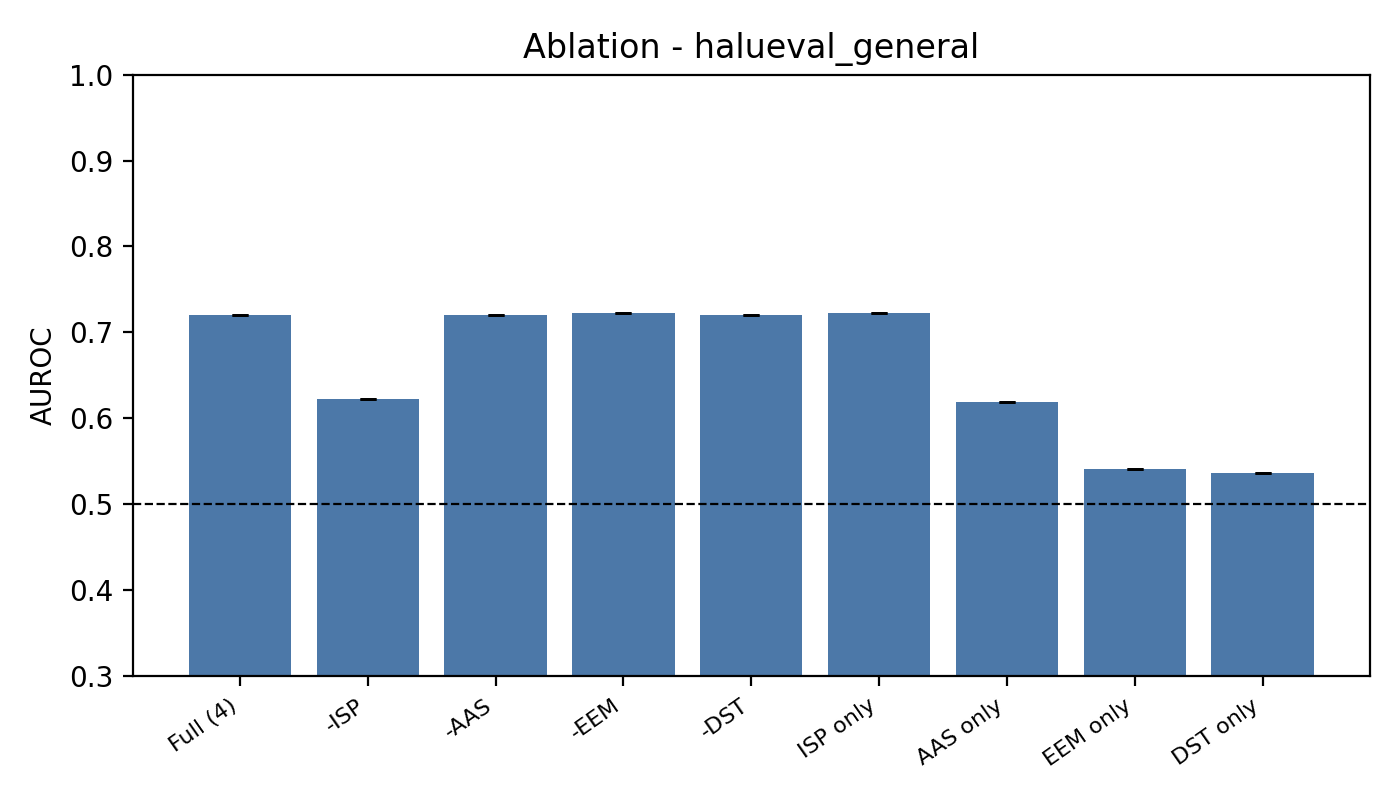 Ablation - halueval_general
1.0
0.9
0.8
0.7
0.6
0.5
0.4
0.3
AUROC
Full (4)
-ISP
-AAS
-EEM
-DST
ISP only
AAS only
EEM only
DST only